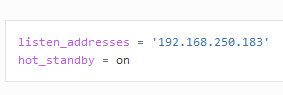 listen_addresses = '192.168.250.183'
hot_standby = on